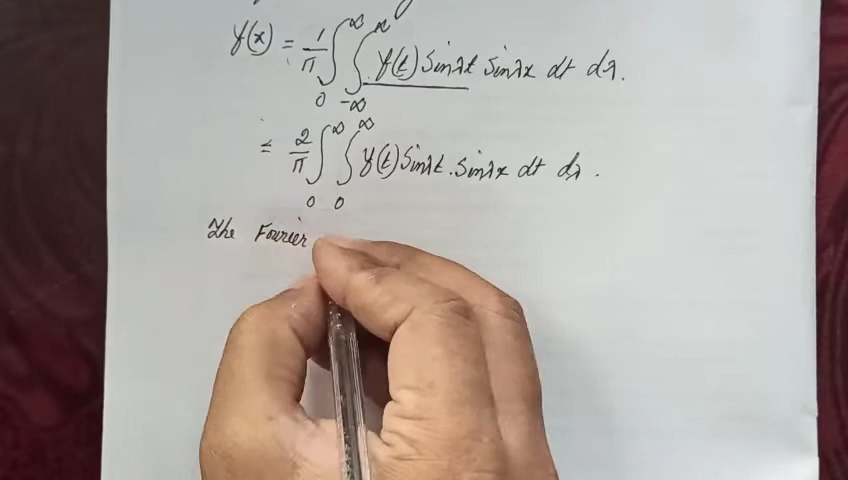 f(x) = 1/π ∫₀^∞ ∫₋∞^∞ f(t) Sinλt Sinλx dt dλ.
= 2/π ∫₀^∞ ∫₀^∞ f(t) Sinλt . Sinλx dt dλ .
The Fourier